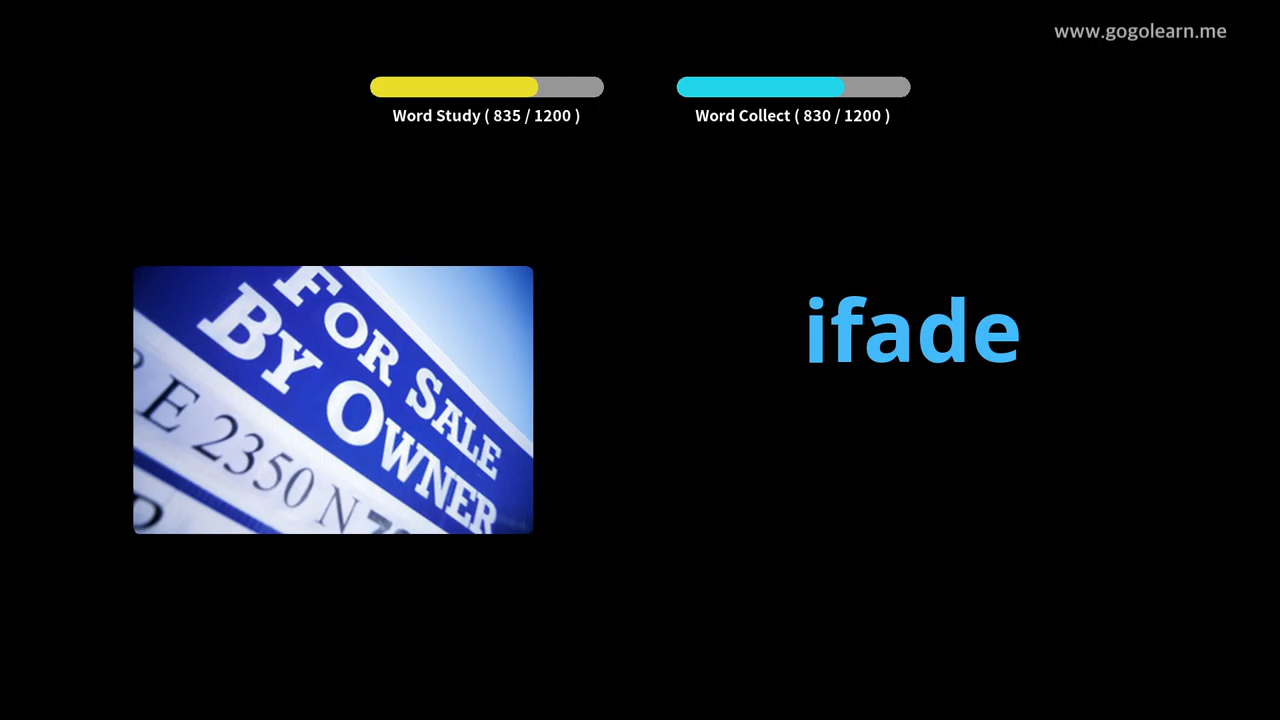 www.gogolearn.me
Word Study ( 835 / 1200 )
Word Collect ( 830 / 1200 )
FOR SALE
BY OWNER
E 2350 N
ifade